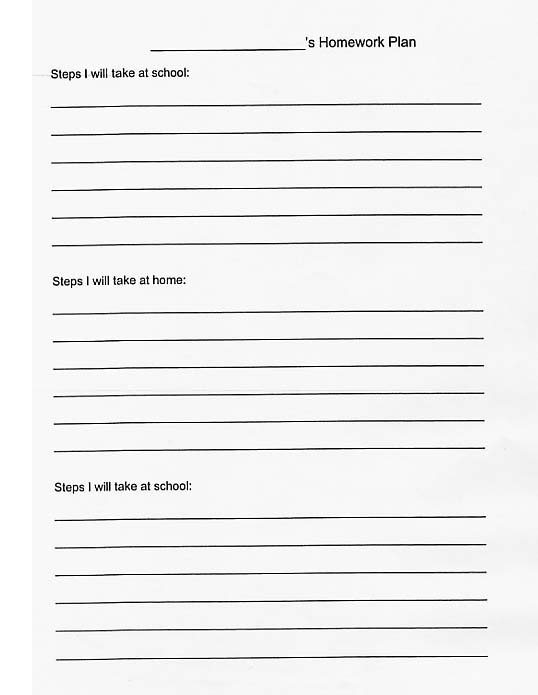 's Homework Plan
Steps I will take at school:
Steps I will take at home:
Steps I will take at school: